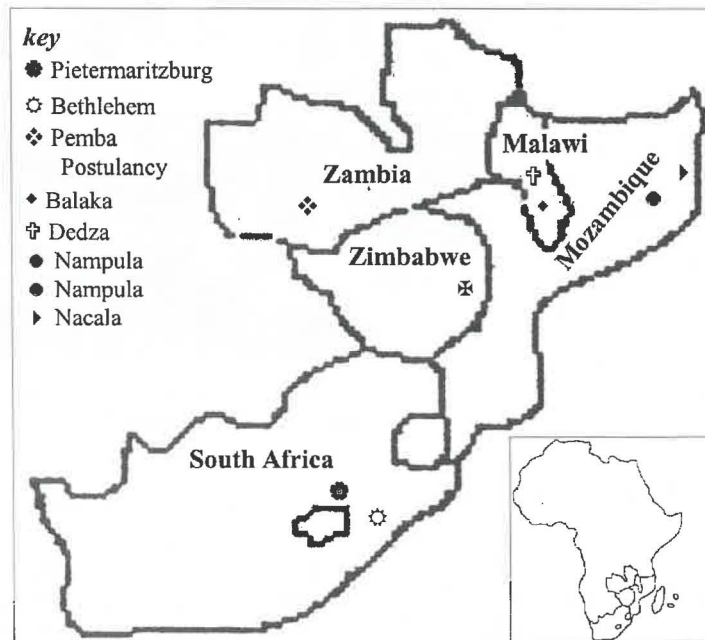 key
Pietermaritzburg
Bethlehem
Pemba
Postulancy
Balaka
Dedza
Nampula
Nampula
Nacala
Zambia
Malawi
Mozambique
Zimbabwe
South Africa